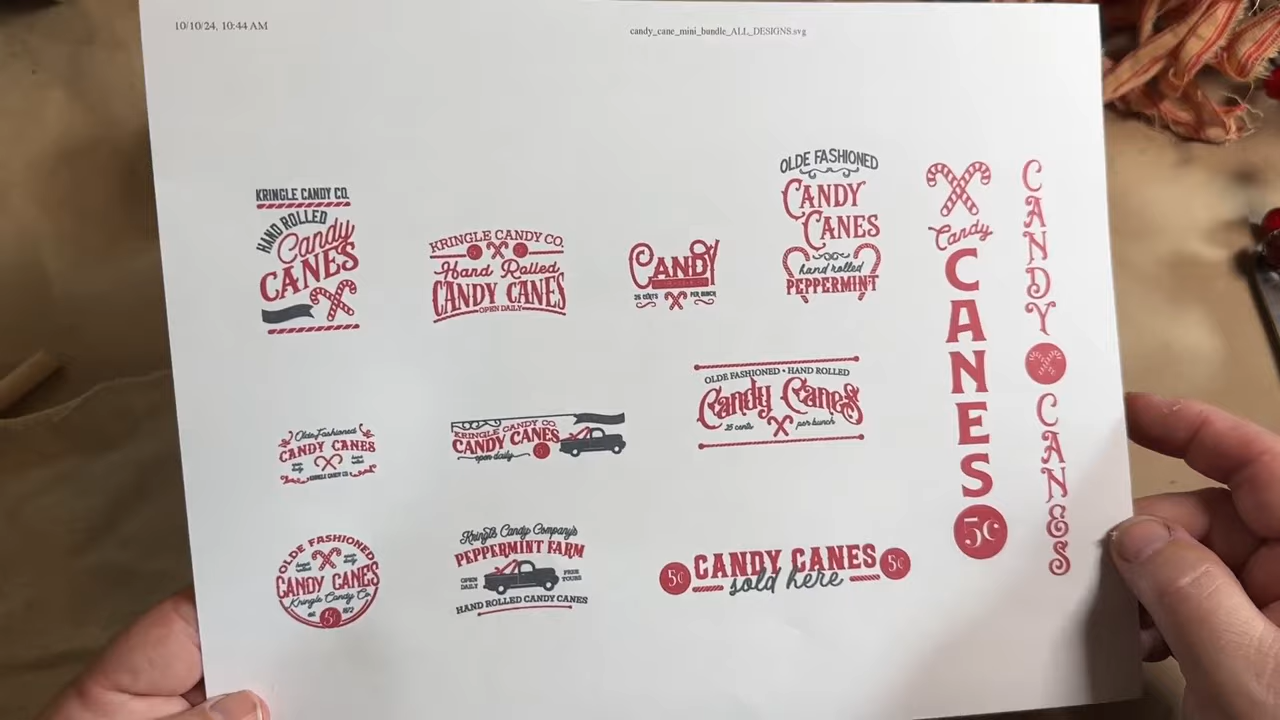 10/10/24, 10:44 AM
candy_cane_mini_bundle_ALL_DESIGNS.svg
KRINGLE CANDY CO.
HAND ROLLED
Candy
CANES
KRINGLE CANDY CO.
Hand Rolled
CANDY CANES
OPEN DAILY
CANDY
25 CENTS PER BUNCH
OLDE FASHIONED
CANDY
CANES
hand rolled
PEPPERMINT
Candy
CANES
5¢
CANDY
CANES
Olde Fashioned
CANDY CANES
KRINGLE CANDY CO
KRINGLE CANDY CO.
CANDY CANES
open daily
OLDE FASHIONED • HAND ROLLED
Candy Canes
25 cents per bunch
OLDE FASHIONED
CANDY CANES
Kringle Candy Co.
5¢
Kringle Candy Company's
PEPPERMINT FARM
OPEN DAILY
FREE TOURS
HAND ROLLED CANDY CANES
5¢ CANDY CANES 5¢
sold here